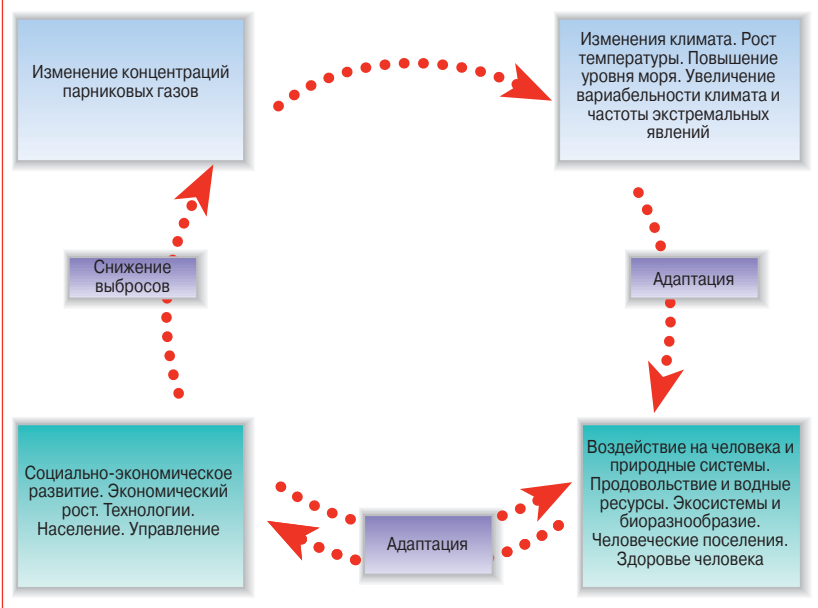 Изменение концентраций
парниковых газов
Изменения климата. Рост
температуры. Повышение
уровня моря. Увеличение
вариабельности климата и
частоты экстремальных
явлений
Снижение
выбросов
Адаптация
Социально-экономическое
развитие. Экономический
рост. Технологии.
Население. Управление
Адаптация
Воздействие на человека и
природные системы.
Продовольствие и водные
ресурсы. Экосистемы и
биоразнообразие.
Человеческие поселения.
Здоровье человека